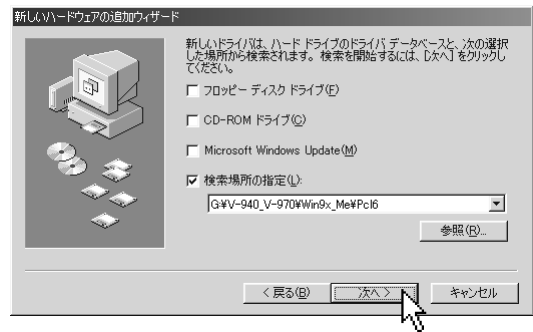 新しいハードウェアの追加ウィザード
新しいドライバは、ハード ドライブのドライバ データベースと、次の選択
した場所から検索されます。検索を開始するには、[次へ] をクリックし
てください。
フロッピー ディスク ドライブ(F)
CD-ROM ドライブ(C)
Microsoft Windows Update(M)
検索場所の指定(L):
G:¥V-940_V-970¥Win9x_Me¥Pcl6
参照(R)...
< 戻る(B)
次へ >
キャンセル